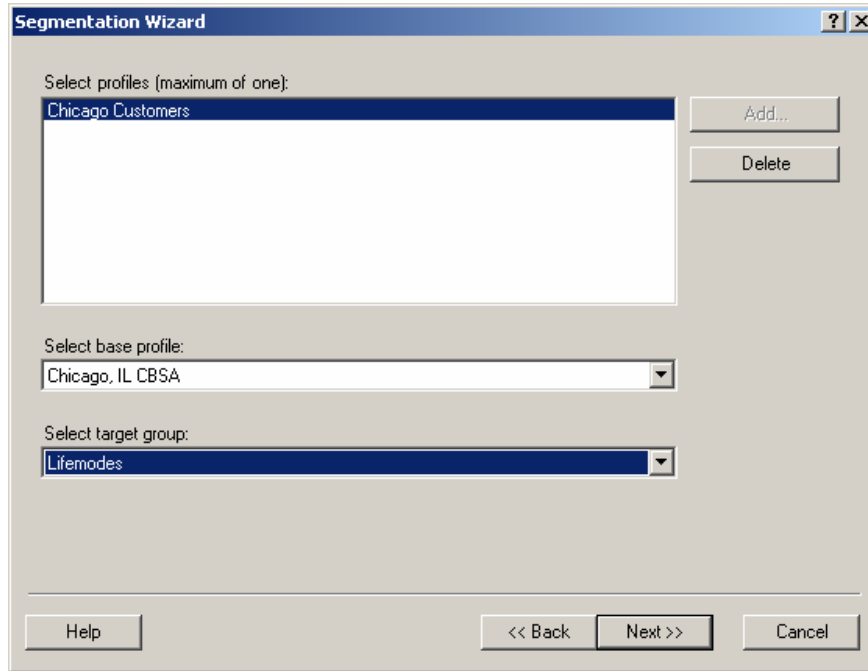 Segmentation Wizard
Select profiles (maximum of one):
Chicago Customers
Add...
Delete
Select base profile:
Chicago, IL CBSA
Select target group:
Lifemodes
Help
<< Back
Next >>
Cancel